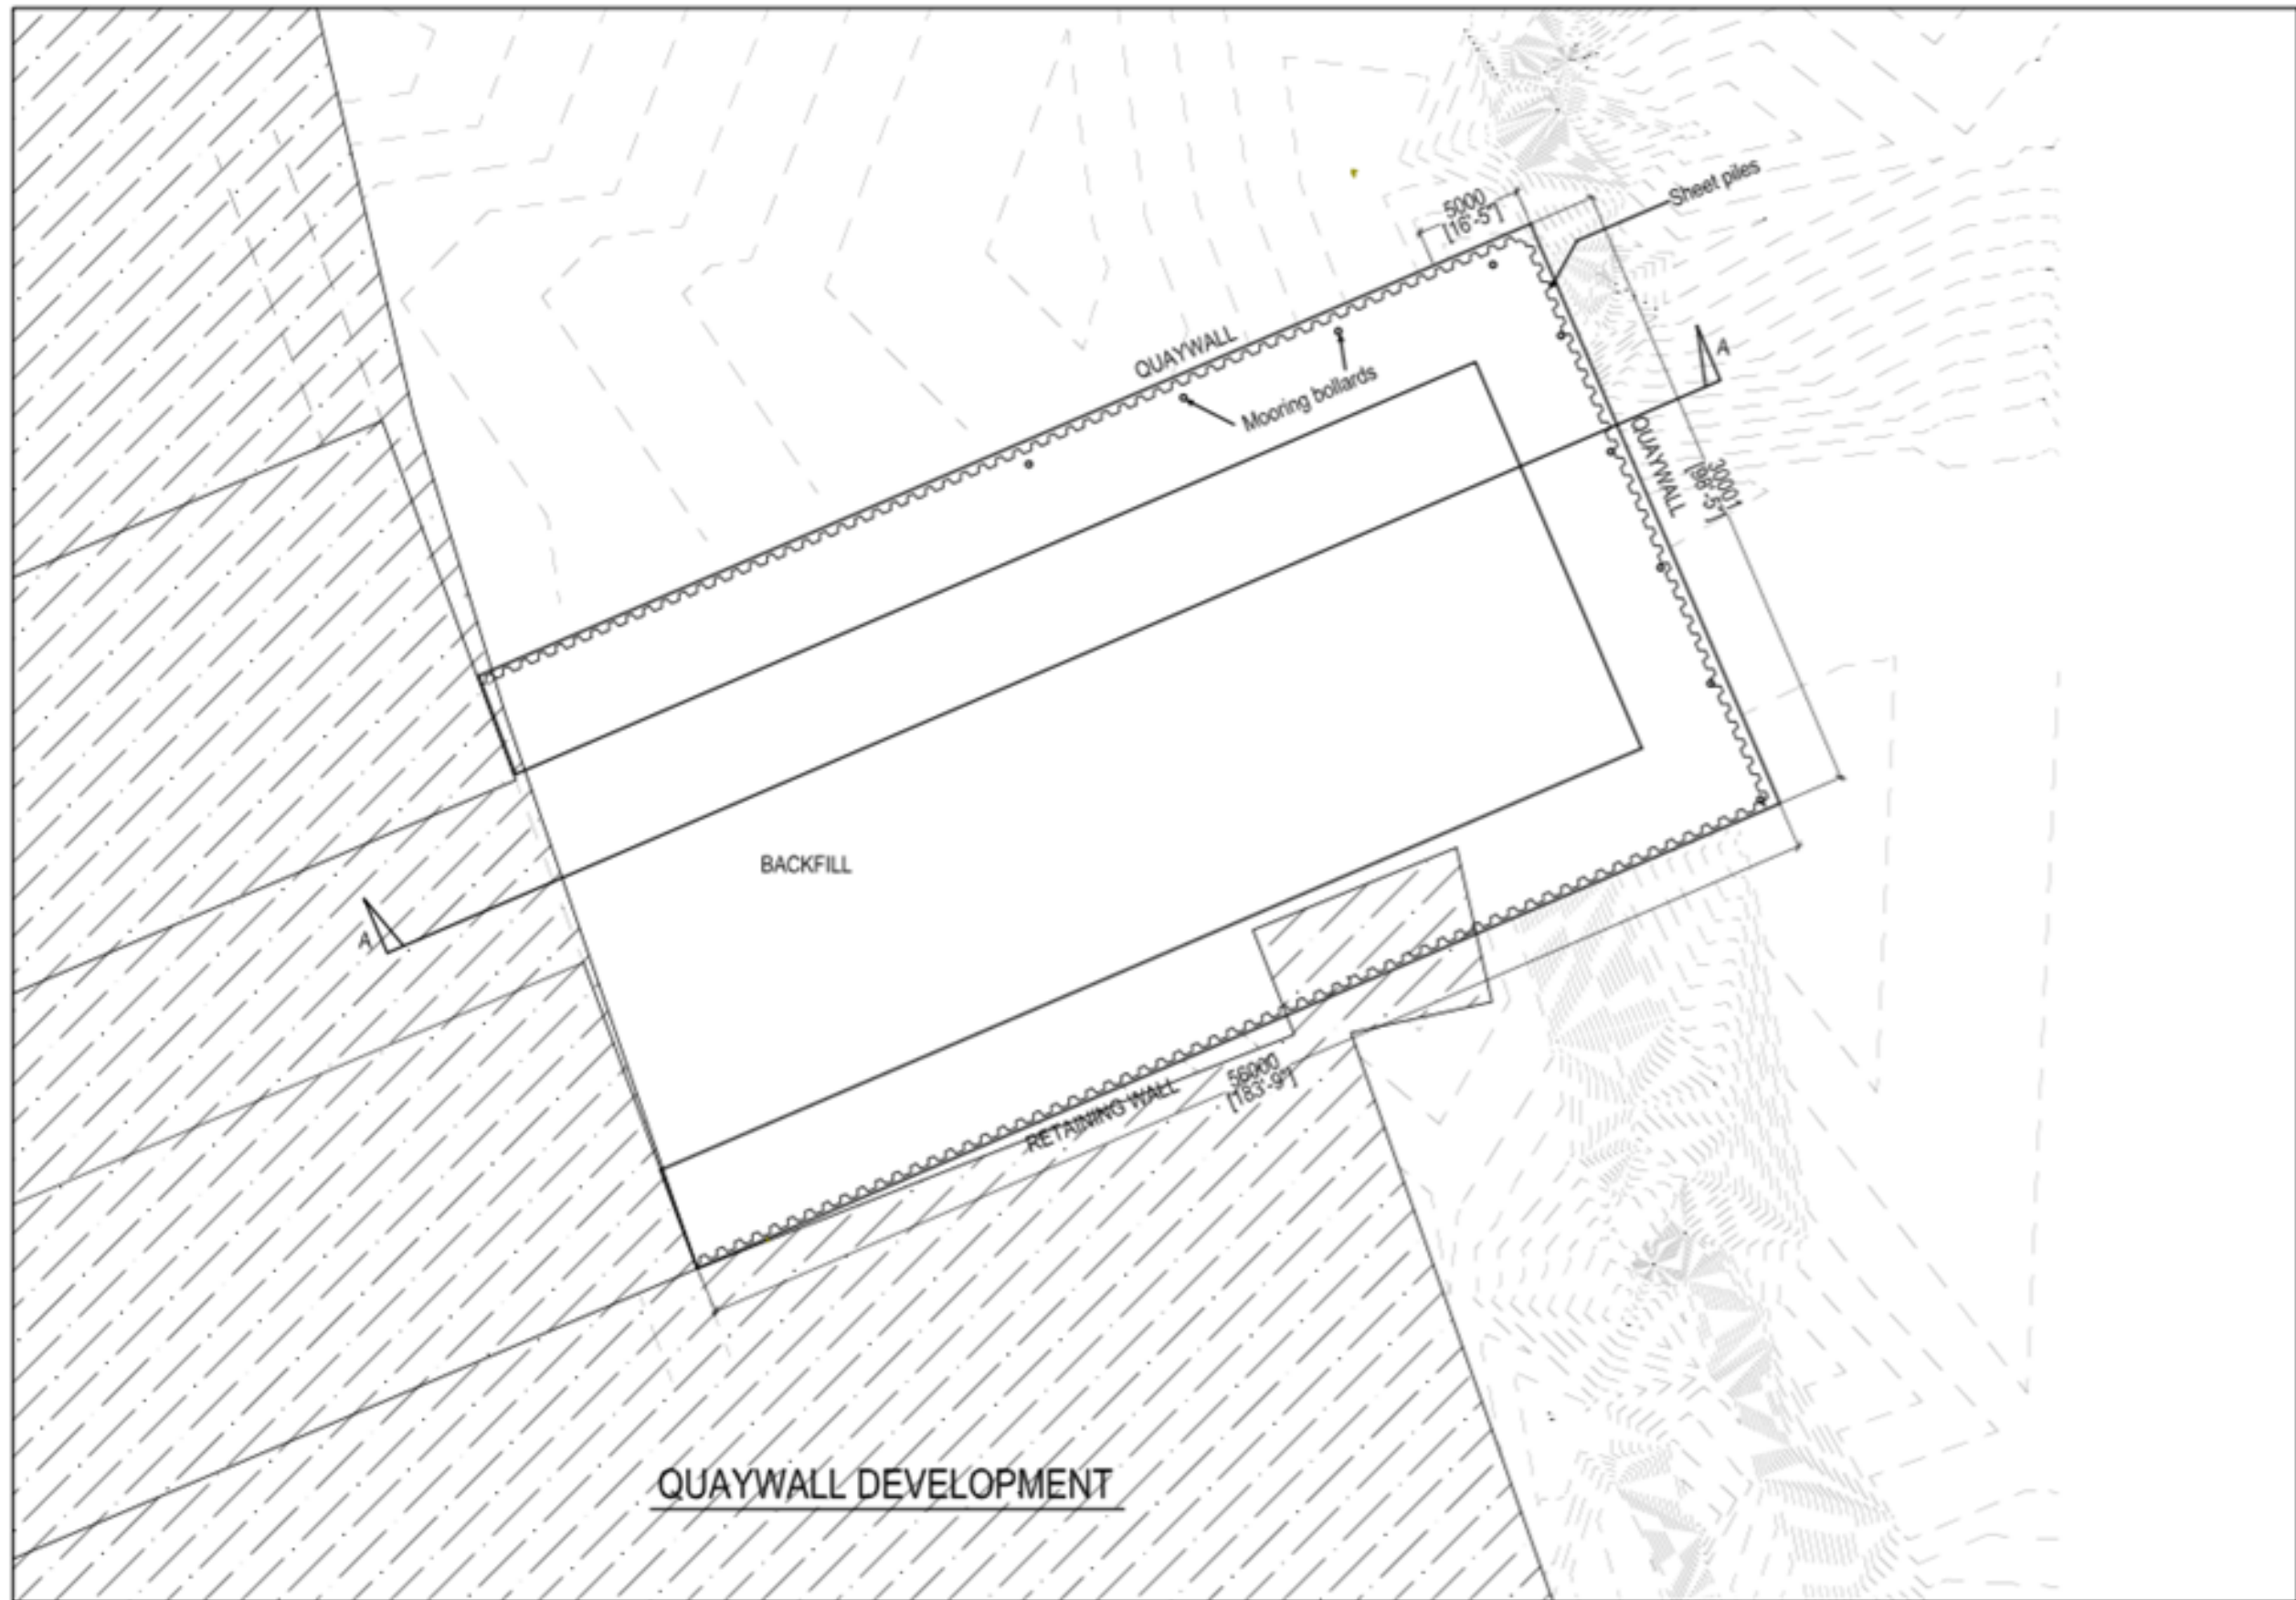 Sheet piles
5000
[16'-5"]
QUAYWALL
A
Mooring bollards
QUAYWALL
30001
[98'-5"]
BACKFILL
A
56000
[183'-9"]
RETAINING WALL
QUAYWALL DEVELOPMENT